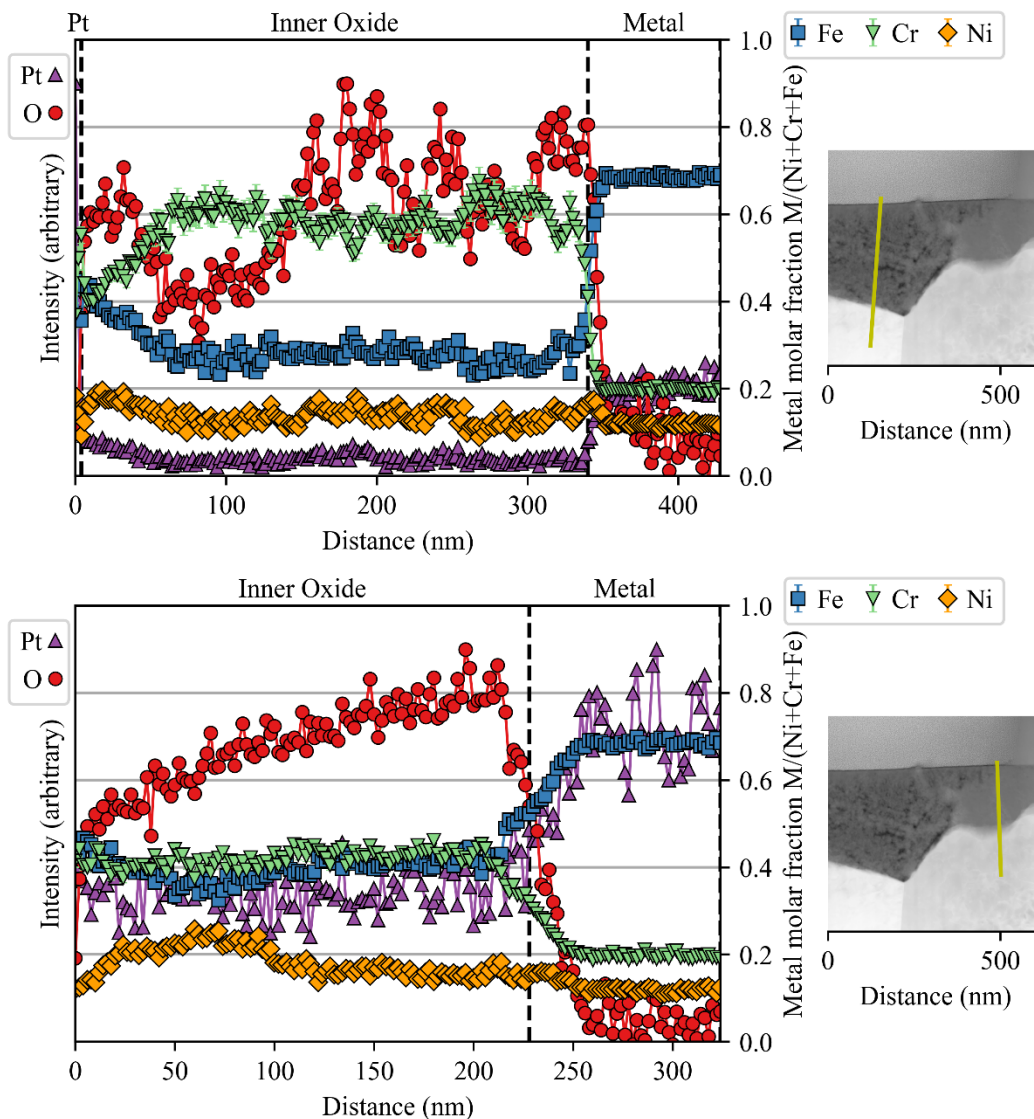 Pt Inner Oxide Metal
Fe Cr Ni
Pt
O
Intensity (arbitrary)
1.0
0.8
0.6
0.4
0.2
0.0
Metal molar fraction M/(Ni+Cr+Fe)
0 100 200 300 400
Distance (nm)
0 500
Distance (nm)
Inner Oxide Metal
Fe Cr Ni
Pt
O
Intensity (arbitrary)
1.0
0.8
0.6
0.4
0.2
0.0
Metal molar fraction M/(Ni+Cr+Fe)
0 50 100 150 200 250 300
Distance (nm)
0 500
Distance (nm)